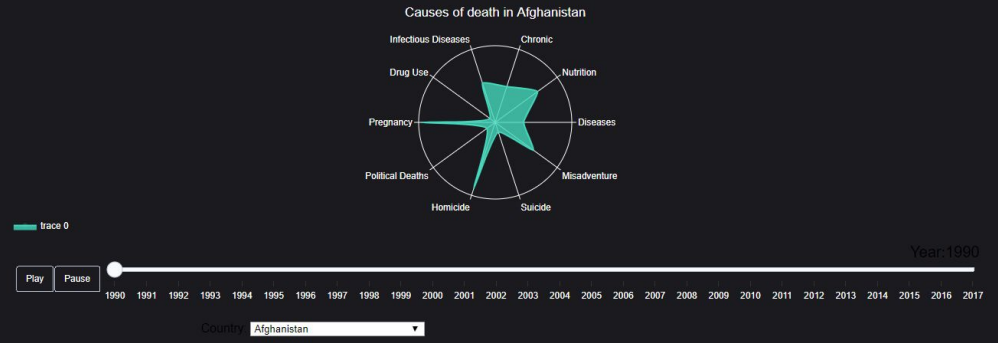 Causes of death in Afghanistan
Infectious Diseases
Chronic
Drug Use
Nutrition
Pregnancy
Diseases
Political Deaths
Misadventure
Homicide
Suicide
trace 0
Year:1990
Play
Pause
1990 1991 1992 1993 1994 1995 1996 1997 1998 1999 2000 2001 2002 2003 2004 2005 2006 2007 2008 2009 2010 2011 2012 2013 2014 2015 2016 2017
Country
Afghanistan